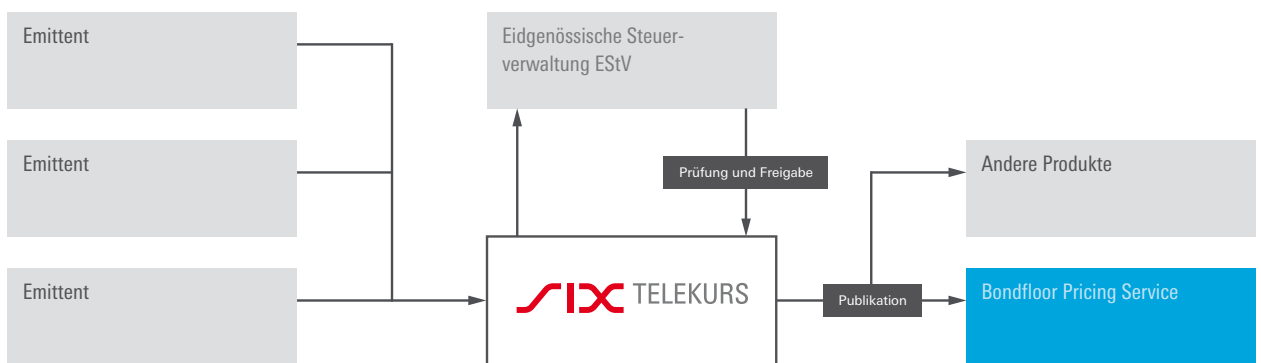 Emittent
Eidgenössische Steuer-
verwaltung EStV
Emittent
Prüfung und Freigabe
Andere Produkte
Emittent
SIX TELEKURS
Publikation
Bondfloor Pricing Service